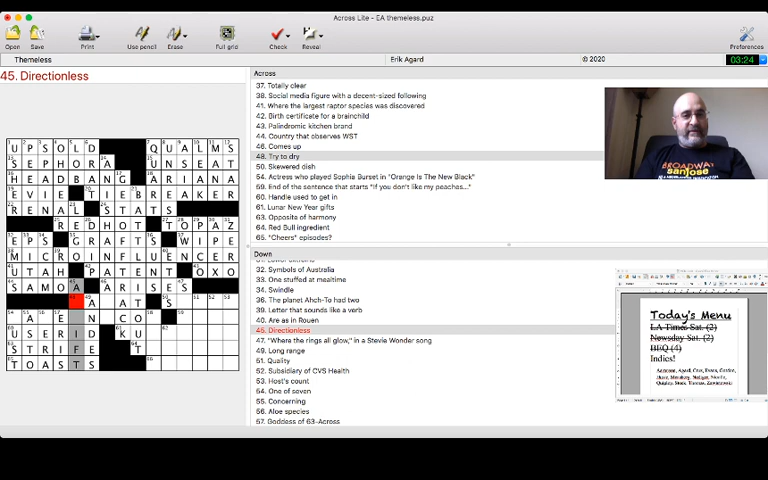 Across Lite - EA themeless.puz
Open
Save
Print
Use pencil
Erase
Full grid
Check
Reveal
Preferences
Themeless
Erik Agard
© 2020
03:24
45. Directionless
Across
37. Totally clear
38. Social media figure with a decent-sized following
41. Where the largest raptor species was discovered
42. Birth certificate for a brainchild
43. Palindromic kitchen brand
44. Country that observes WST
46. Comes up
48. Try to dry
50. Skewered dish
54. Actress who played Sophia Burset in "Orange Is The New Black"
59. End of the sentence that starts "If you don't like my peaches..."
60. Handle used to get in
61. Lunar New Year gifts
63. Opposite of harmony
64. Red Bull ingredient
65. "Cheers" episodes?
Down
32. Symbols of Australia
33. One stuffed at mealtime
34. Swindle
36. The planet Ahch-To had two
39. Letter that sounds like a verb
40. Are as in Rouen
45. Directionless
47. "Where the rings all glow," in a Stevie Wonder song
49. Long range
51. Quality
52. Subsidiary of CVS Health
53. Host's count
54. One of seven
55. Concerning
56. Aloe species
57. Goddess of 63-Across
UPSOLD QUALMS
SEPHORA UNSEAT
HEADBANG ARIANA
EVIE TIEBREAKER
RENAL STATS
REDHOT TOPAZ
EPS GRAFTS WIPE
MICROINFLUENCER
UTAH PATENT OXO
SAMOA ARISES
A AT S
AE N CO
USERID KU
STRIFE T
TOASTS
BROADWAY
sanjose
Today's Menu
LA Times Sat. (2)
Newsday Sat. (2)
BEQ (4)
Indies!